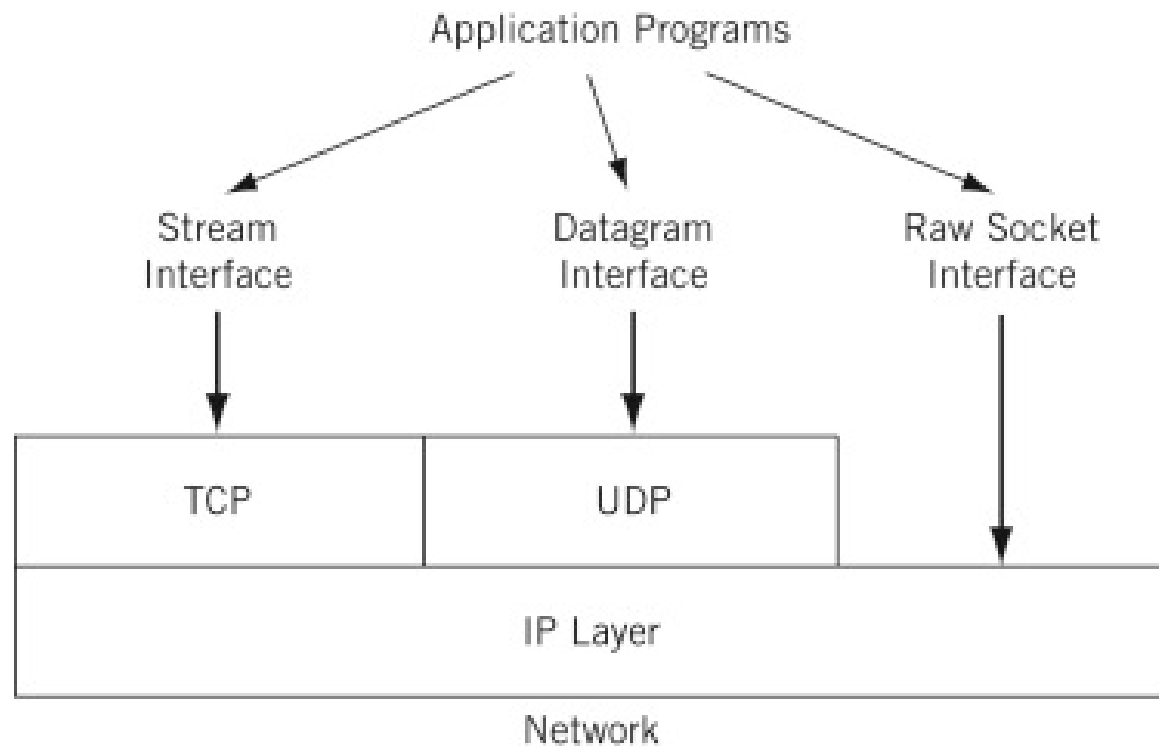 Application Programs
Stream
Interface
Datagram
Interface
Raw Socket
Interface
TCP
UDP
IP Layer
Network